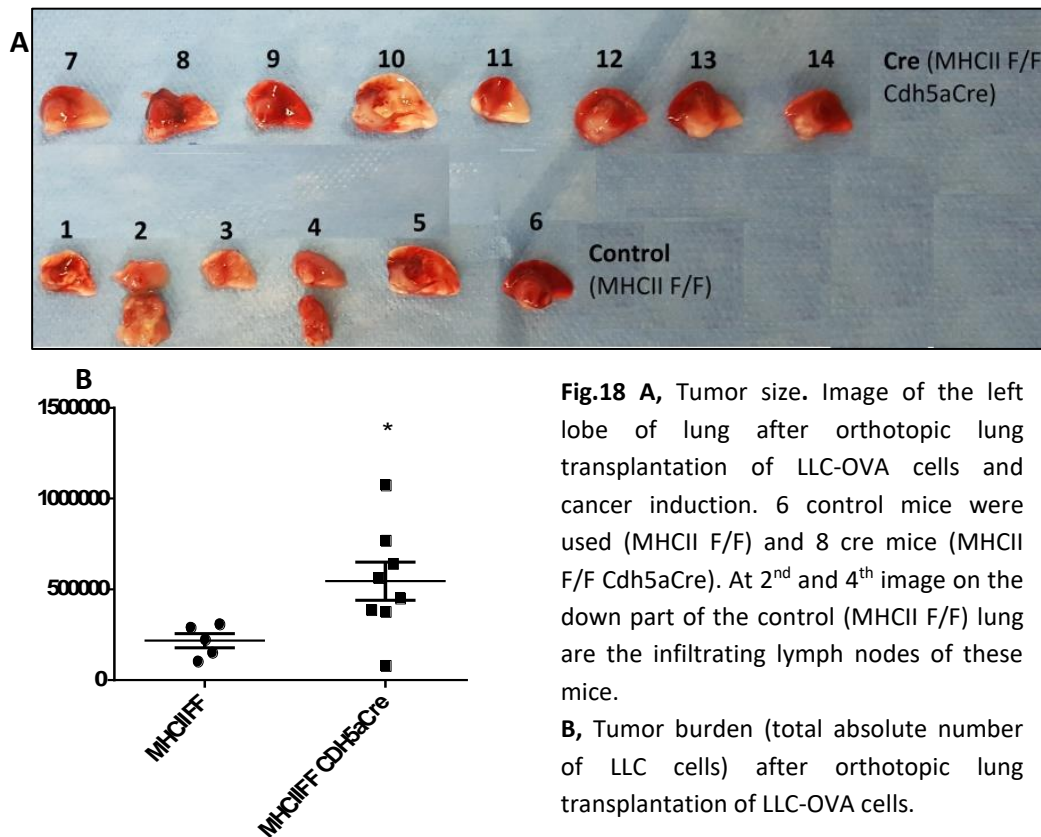 A
7 8 9 10 11 12 13 14
Cre (MHCII F/F
Cdh5aCre)
1 2 3 4 5 6
Control
(MHCII F/F)
B
1500000
*
1000000
500000
0
MHCIIFF
MHCIIFF CDH5aCre
Fig.18 A, Tumor size. Image of the left
lobe of lung after orthotopic lung
transplantation of LLC-OVA cells and
cancer induction. 6 control mice were
used (MHCII F/F) and 8 cre mice (MHCII
F/F Cdh5aCre). At 2nd and 4th image on the
down part of the control (MHCII F/F) lung
are the infiltrating lymph nodes of these
mice.
B, Tumor burden (total absolute number
of LLC cells) after orthotopic lung
transplantation of LLC-OVA cells.